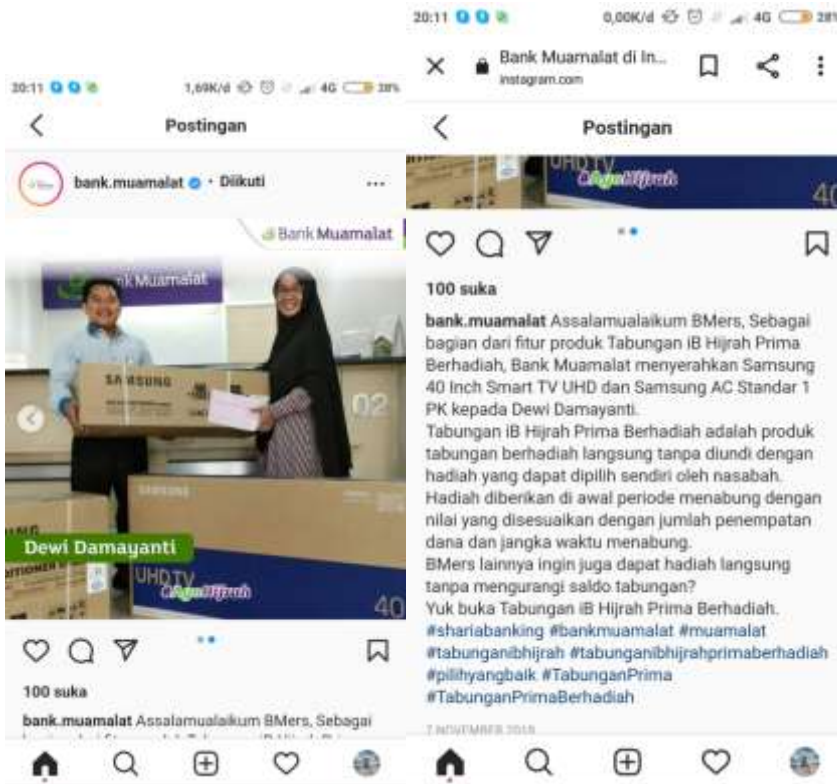 20:11
1,69K/d
4G
28%
Postingan
bank.muamalat • Diikuti
Bank Muamalat
Bank Muamalat
SAMSUNG
02
SAMSUNG
Dewi Damayanti
UHDTV
#AyoHijrah
40
100 suka
bank.muamalat Assalamualaikum BMers, Sebagai
20:11
0,00K/d
4G
28%
Bank Muamalat di In...
instagram.com
Postingan
UHDTV
#AyoHijrah
40
100 suka
bank.muamalat Assalamualaikum BMers, Sebagai
bagian dari fitur produk Tabungan iB Hijrah Prima
Berhadiah, Bank Muamalat menyerahkan Samsung
40 Inch Smart TV UHD dan Samsung AC Standar 1
PK kepada Dewi Damayanti.
Tabungan iB Hijrah Prima Berhadiah adalah produk
tabungan berhadiah langsung tanpa diundi dengan
hadiah yang dapat dipilih sendiri oleh nasabah.
Hadiah diberikan di awal periode menabung dengan
nilai yang disesuaikan dengan jumlah penempatan
dana dan jangka waktu menabung.
BMers lainnya ingin juga dapat hadiah langsung
tanpa mengurangi saldo tabungan?
Yuk buka Tabungan iB Hijrah Prima Berhadiah.
#shariabanking #bankmuamalat #muamalat
#tabunganibhijrah #tabunganibhijrahprimaberhadiah
#pilihyangbaik #TabunganPrima
#TabunganPrimaBerhadiah
7 NOVEMBER 2018